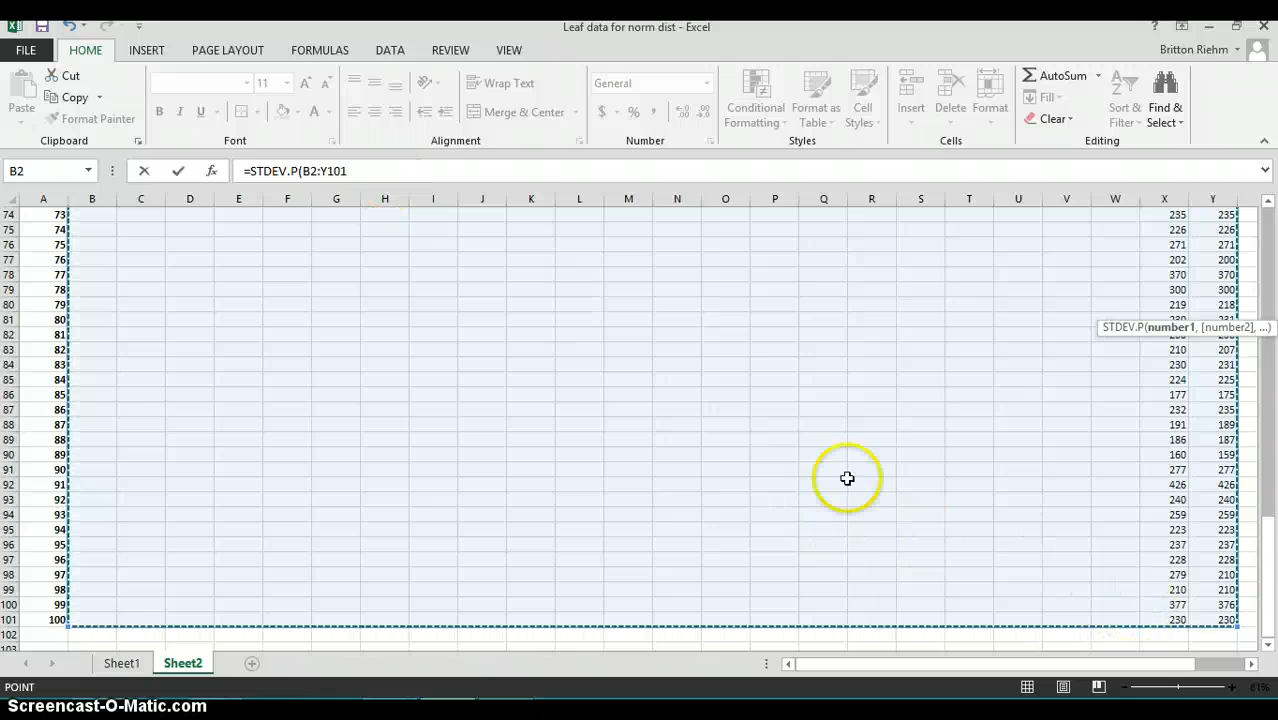 Leaf data for norm dist - Excel
?
FILE HOME INSERT PAGE LAYOUT FORMULAS DATA REVIEW VIEW Britton Riehm
Cut
Copy
Format Painter
Paste
Clipboard
11 A A
B I U A
Font
Wrap Text
Merge & Center
Alignment
General
$ % ,
Number
Conditional Formatting
Format as Table
Cell Styles
Styles
Insert Delete Format
Cells
AutoSum
Fill
Clear
Sort & Filter
Find & Select
Editing
B2 fx =STDEV.P(B2:Y101
A B C D E F G H I J K L M N O P Q R S T U V W X Y
74 73 235 235
75 74 226 226
76 75 271 271
77 76 202 200
78 77 370 370
79 78 300 300
80 79 219 218
81 80
STDEV.P(number1, [number2], ...)
82 81
83 82 210 207
84 83 230 231
85 84 224 225
86 85 177 175
87 86 232 235
88 87 191 189
89 88 186 187
90 89 160 159
91 90 277 277
92 91 426 426
93 92 240 240
94 93 259 259
95 94 223 223
96 95 237 237
97 96 228 228
98 97 279 210
99 98 210 210
100 99 377 376
101 100 230 230
102
103
Sheet1 Sheet2
POINT 61%
Screencast-O-Matic.com